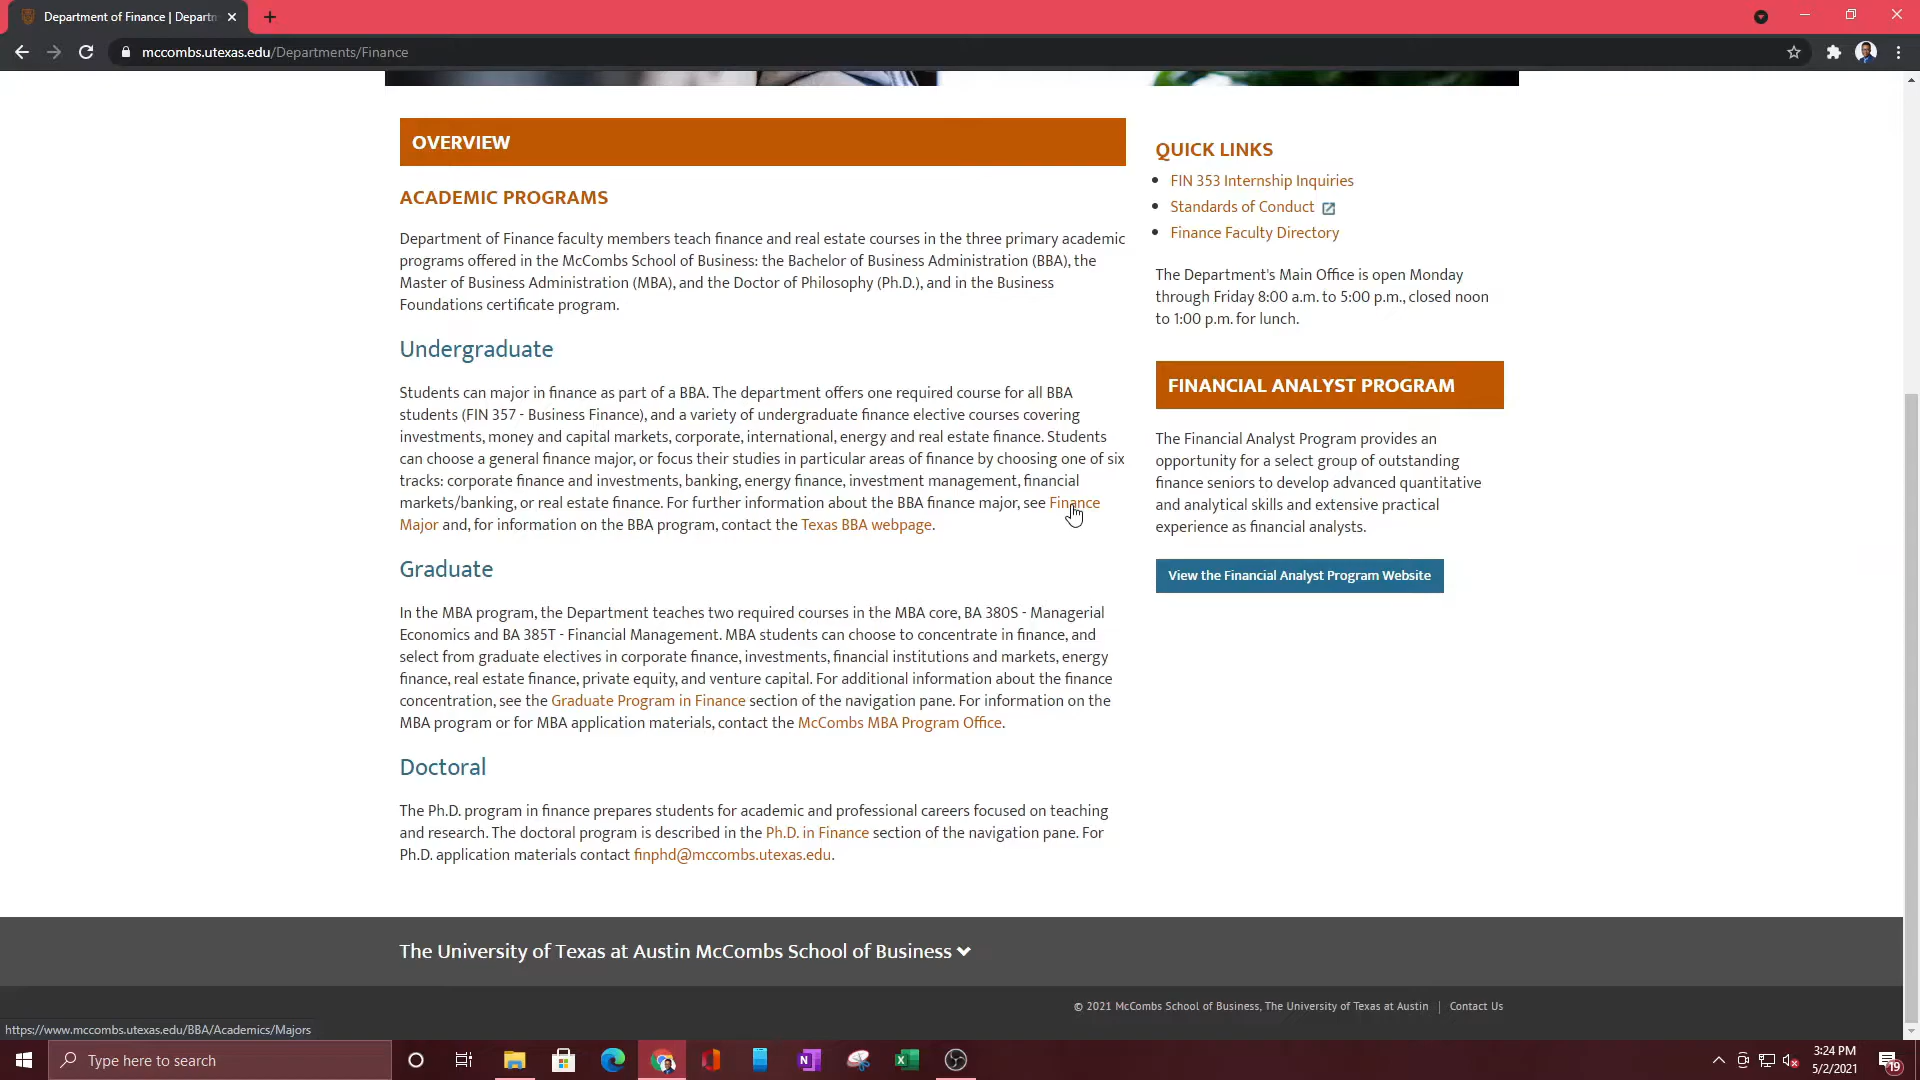 Department of Finance | Departm
mccombs.utexas.edu/Departments/Finance
OVERVIEW
ACADEMIC PROGRAMS
Department of Finance faculty members teach finance and real estate courses in the three primary academic
programs offered in the McCombs School of Business: the Bachelor of Business Administration (BBA), the
Master of Business Administration (MBA), and the Doctor of Philosophy (Ph.D.), and in the Business
Foundations certificate program.
Undergraduate
Students can major in finance as part of a BBA. The department offers one required course for all BBA
students (FIN 357 - Business Finance), and a variety of undergraduate finance elective courses covering
investments, money and capital markets, corporate, international, energy and real estate finance. Students
can choose a general finance major, or focus their studies in particular areas of finance by choosing one of six
tracks: corporate finance and investments, banking, energy finance, investment management, financial
markets/banking, or real estate finance. For further information about the BBA finance major, see Finance
Major and, for information on the BBA program, contact the Texas BBA webpage.
Graduate
In the MBA program, the Department teaches two required courses in the MBA core, BA 380S - Managerial
Economics and BA 385T - Financial Management. MBA students can choose to concentrate in finance, and
select from graduate electives in corporate finance, investments, financial institutions and markets, energy
finance, real estate finance, private equity, and venture capital. For additional information about the finance
concentration, see the Graduate Program in Finance section of the navigation pane. For information on the
MBA program or for MBA application materials, contact the McCombs MBA Program Office.
Doctoral
The Ph.D. program in finance prepares students for academic and professional careers focused on teaching
and research. The doctoral program is described in the Ph.D. in Finance section of the navigation pane. For
Ph.D. application materials contact finphd@mccombs.utexas.edu.
QUICK LINKS
FIN 353 Internship Inquiries
Standards of Conduct
Finance Faculty Directory
The Department's Main Office is open Monday
through Friday 8:00 a.m. to 5:00 p.m., closed noon
to 1:00 p.m. for lunch.
FINANCIAL ANALYST PROGRAM
The Financial Analyst Program provides an
opportunity for a select group of outstanding
finance seniors to develop advanced quantitative
and analytical skills and extensive practical
experience as financial analysts.
View the Financial Analyst Program Website
The University of Texas at Austin McCombs School of Business
© 2021 McCombs School of Business, The University of Texas at Austin | Contact Us
https://www.mccombs.utexas.edu/BBA/Academics/Majors
Type here to search
3:24 PM
5/2/2021
19